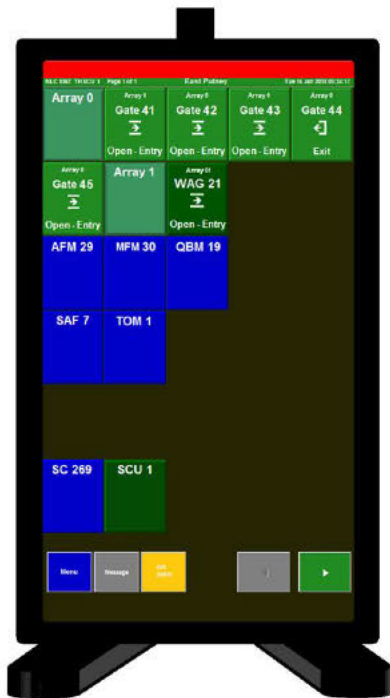 Page 1 of 1 East Putney
Array 0
Array 0
Gate 41
Open - Entry
Array 0
Gate 42
Open - Entry
Array 0
Gate 43
Open - Entry
Array 0
Gate 44
Exit
Array 0
Gate 45
Open - Entry
Array 1
WAG 21
Open - Entry
AFM 29
MFM 30
QBM 19
SAF 7
TOM 1
SC 269
SCU 1
Menu
Message